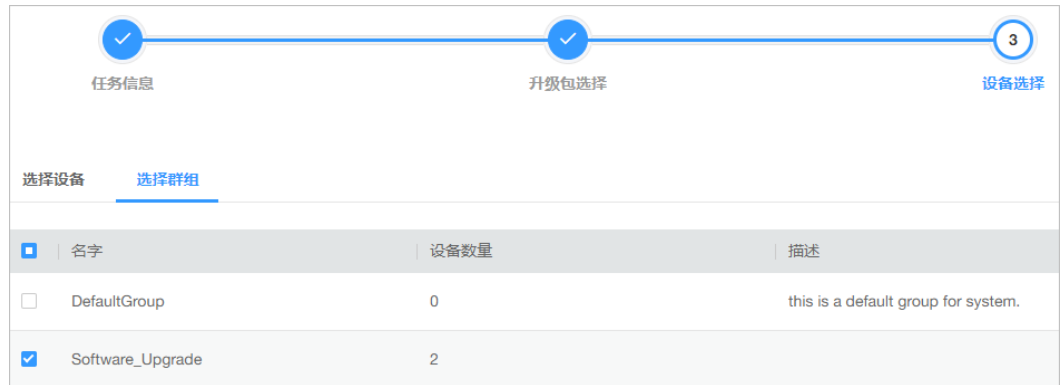 3
任务信息 升级包选择 设备选择
选择设备 选择群组
名字 设备数量 描述
DefaultGroup 0 this is a default group for system.
Software_Upgrade 2